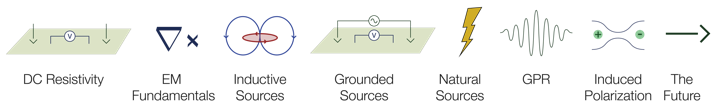 V
V
+
-
DC Resistivity
EM
Fundamentals
Inductive
Sources
Grounded
Sources
Natural
Sources
GPR
Induced
Polarization
The
Future